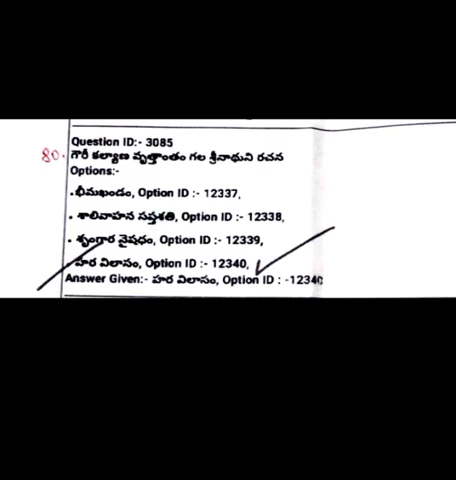 Question ID:- 3085
80. గౌరీ కల్యాణ వృత్తాంతం గల శ్రీనాథుని రచన
Options:-
• భీమఖండం, Option ID :- 12337,
• శాలివాహన సప్తశతి, Option ID :- 12338,
• శృంగార నైషధం, Option ID :- 12339,
• హర విలాసం, Option ID :- 12340,
Answer Given:- హర విలాసం, Option ID : -12340